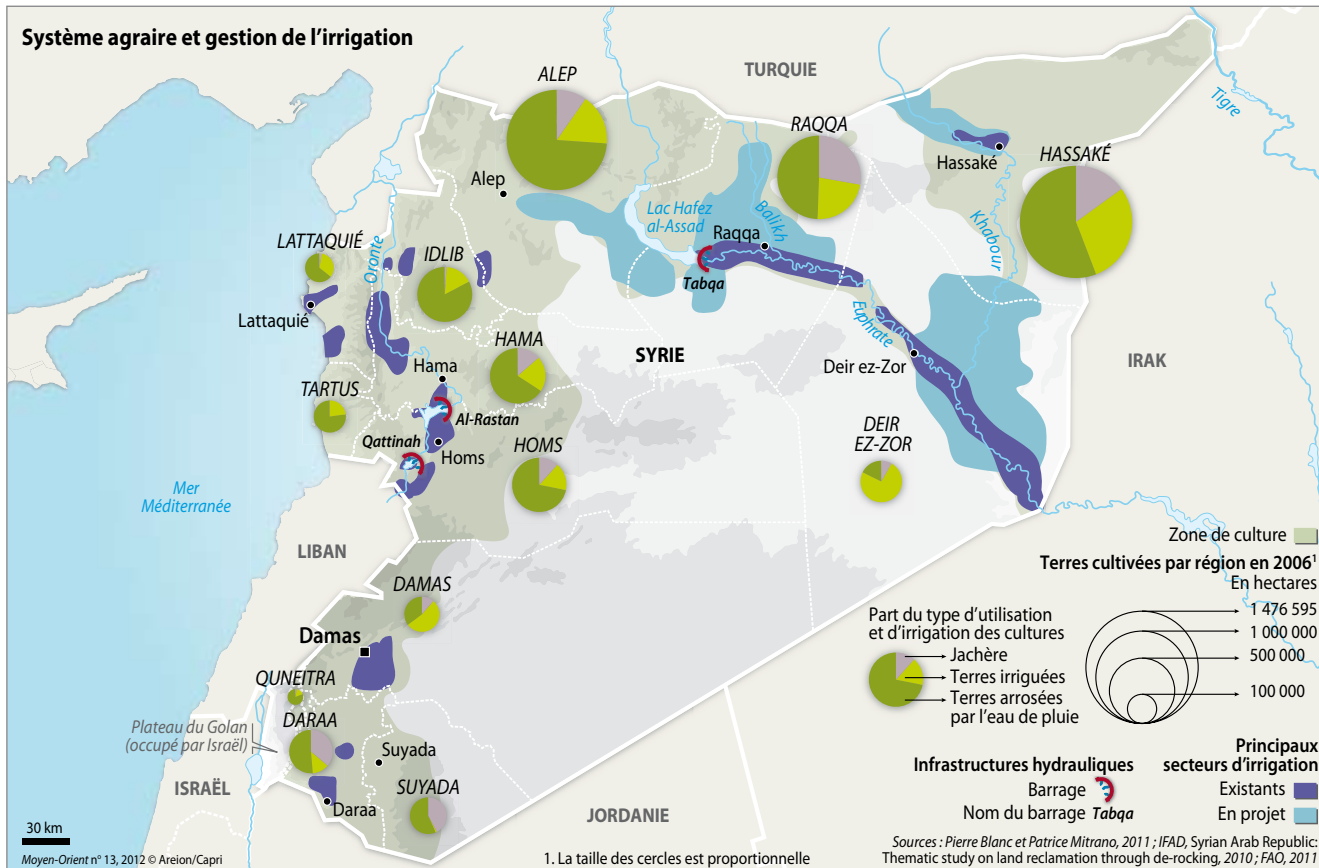 Système agraire et gestion de l'irrigation
TURQUIE
Tigre
ALEP
RAQQA
Hassaké
HASSAKÉ
Alep
Lac Hafez
al-Assad
Balikh
Khabour
Raqqa
LATTAQUIÉ
Oronte
IDLIB
Tabqa
Lattaquié
Euphrate
HAMA
SYRIE
Deir ez-Zor
IRAK
Hama
TARTUS
Al-Rastan
Qattinah
Homs
HOMS
DEIR
EZ-ZOR
Mer
Méditerranée
LIBAN
DAMAS
Damas
QUNEITRA
DARAA
Plateau du Golan
(occupé par Israël)
Suyada
ISRAËL
SUYADA
Daraa
JORDANIE
Zone de culture
Terres cultivées par région en 2006¹
En hectares
1 476 595
1 000 000
500 000
100 000
Part du type d'utilisation
et d'irrigation des cultures
Jachère
Terres irriguées
Terres arrosées
par l'eau de pluie
Infrastructures hydrauliques
Barrage
Nom du barrage Tabqa
Principaux
secteurs d'irrigation
Existants
En projet
30 km
Moyen-Orient n° 13, 2012 © Areion/Capri
1. La taille des cercles est proportionnelle
Sources : Pierre Blanc et Patrice Mitrano, 2011 ; IFAD, Syrian Arab Republic:
Thematic study on land reclamation through de-rocking, 2010 ; FAO, 2011